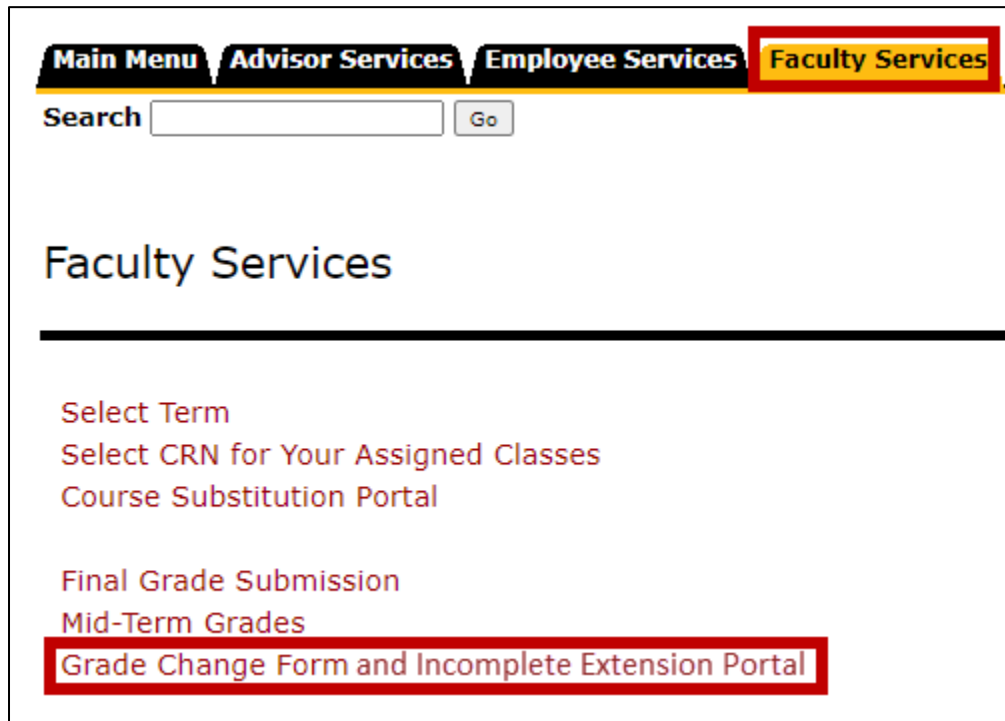 Main Menu Advisor Services Employee Services Faculty Services
Search Go
Faculty Services
Select Term
Select CRN for Your Assigned Classes
Course Substitution Portal
Final Grade Submission
Mid-Term Grades
Grade Change Form and Incomplete Extension Portal